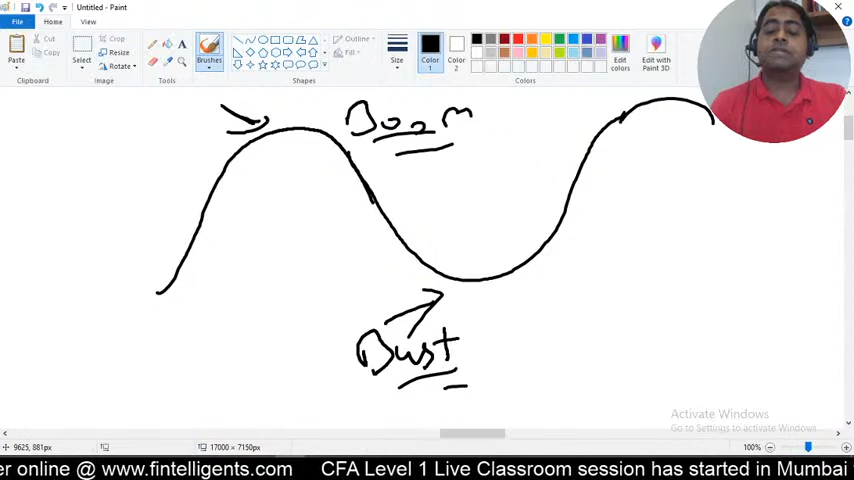 Untitled - Paint
File Home View
Paste
Cut
Copy
Clipboard
Select
Crop
Resize
Rotate
Image
A
Tools
Brushes
Shapes
Outline
Fill
Size
Color 1
Color 2
Edit colors
Edit with Paint 3D
Colors
Boom
Bust
Activate Windows
Go to Settings to activate Windows.
9625, 881px
17000 × 7150px
100%
er online @ www.fintelligents.com CFA Level 1 Live Classroom session has started in Mumbai